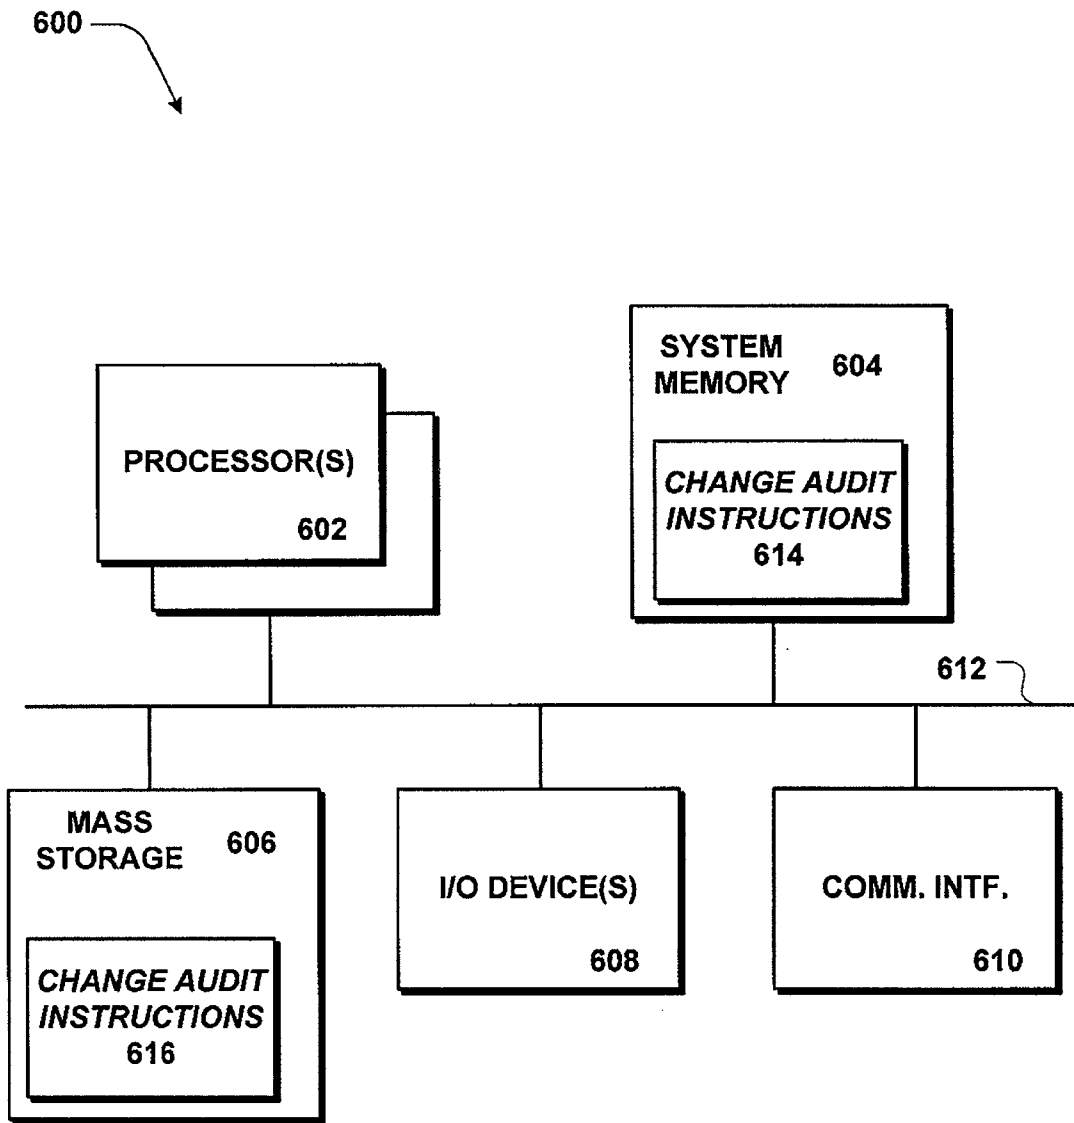 600
SYSTEM
MEMORY
604
PROCESSOR(S)
602
CHANGE AUDIT
INSTRUCTIONS
614
612
MASS
STORAGE
606
CHANGE AUDIT
INSTRUCTIONS
616
I/O DEVICE(S)
608
COMM. INTF.
610